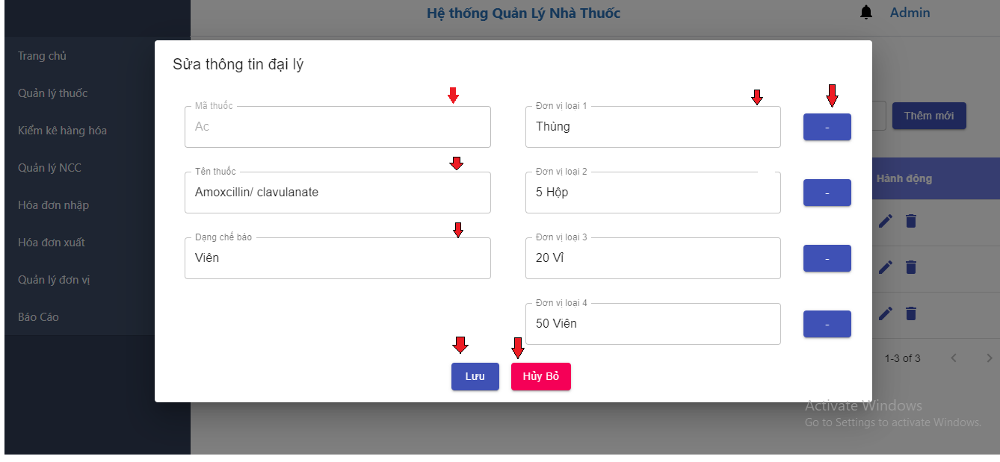 Hệ thống Quản Lý Nhà Thuốc
Admin
Trang chủ
Quản lý thuốc
Kiểm kê hàng hóa
Quản lý NCC
Hóa đơn nhập
Hóa đơn xuất
Quản lý đơn vị
Báo Cáo
Sửa thông tin đại lý
Mã thuốc
Ac
Tên thuốc
Amoxcillin/ clavulanate
Dạng chế bảo
Viên
Đơn vị loại 1
Thùng
-
Đơn vị loại 2
5 Hộp
-
Đơn vị loại 3
20 Vỉ
-
Đơn vị loại 4
50 Viên
-
Lưu
Hủy Bỏ
Thêm mới
Hành động
1-3 of 3
Activate Windows
Go to Settings to activate Windows.